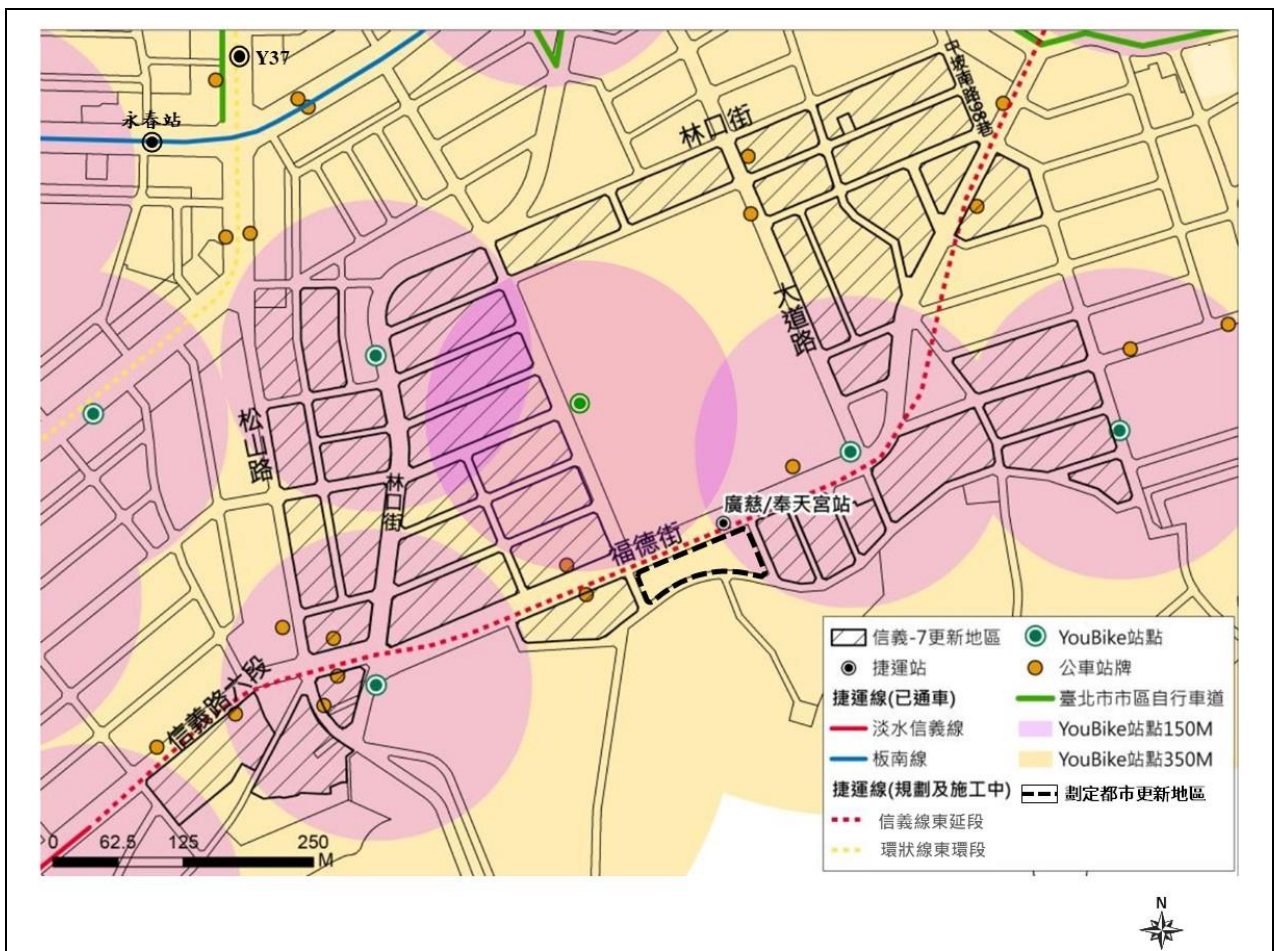 Y37
永春站
中坡南路98巷
林口街
大道路
松山路
林口街
廣慈/奉天宮站
福德街
信義路六段
信義-7更新地區
YouBike站點
捷運站
公車站牌
捷運線(已通車)
臺北市市區自行車道
淡水信義線
YouBike站點150M
板南線
YouBike站點350M
捷運線(規劃及施工中)
劃定都市更新地區
信義線東延段
環狀線東環段
0 62.5 125 250
M
N